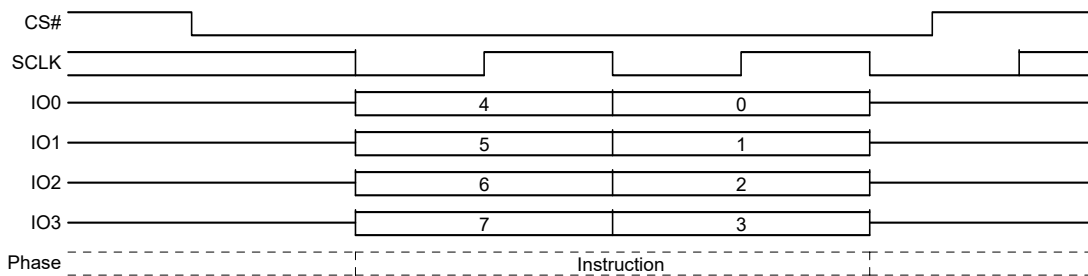 CS#
SCLK
IO0 4 0
IO1 5 1
IO2 6 2
IO3 7 3
Phase Instruction